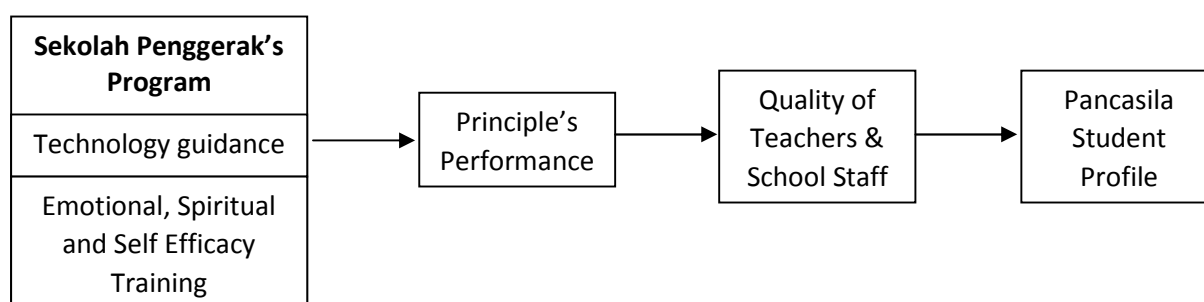 Sekolah Penggerak’s
Program
Technology guidance
Emotional, Spiritual
and Self Efficacy
Training
Principle’s
Performance
Quality of
Teachers &
School Staff
Pancasila
Student
Profile